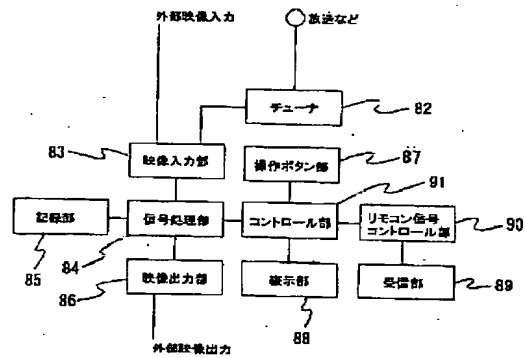 外部映像入力
放送など
チューナ
82
83
映像入力部
操作ボタン部
87
91
記録部
信号処理部
コントロール部
リモコン信号
コントロール部
90
85
84
映像出力部
表示部
受信部
89
86
88
外部映像出力